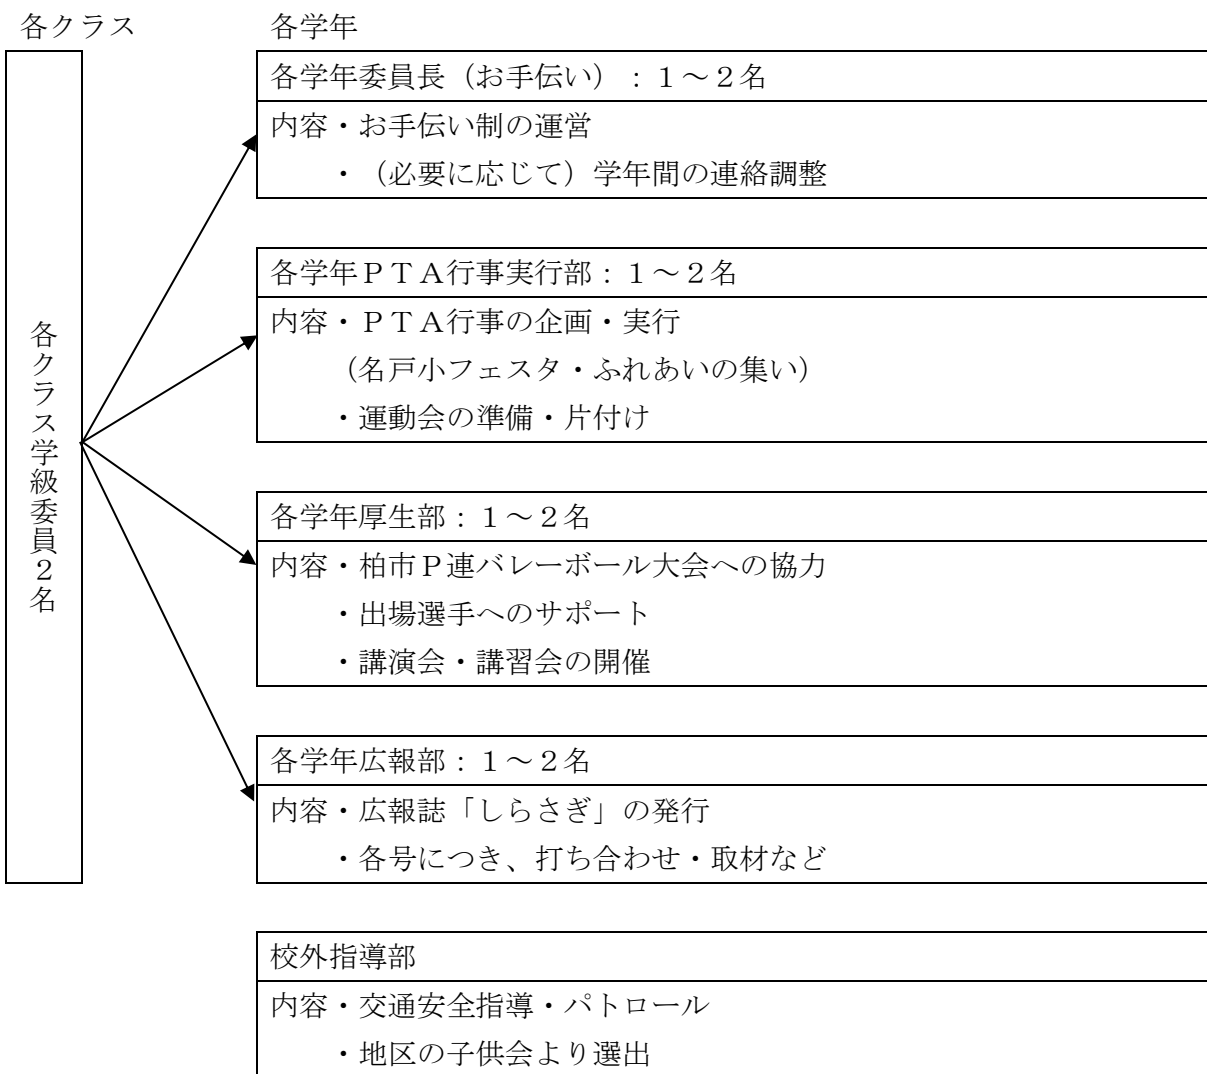 各クラス
各学年
各クラス学級委員２名
各学年委員長（お手伝い）：１～２名
内容・お手伝い制の運営
・（必要に応じて）学年間の連絡調整
各学年ＰＴＡ行事実行部：１～２名
内容・ＰＴＡ行事の企画・実行
（名戸小フェスタ・ふれあいの集い）
・運動会の準備・片付け
各学年厚生部：１～２名
内容・柏市Ｐ連バレーボール大会への協力
・出場選手へのサポート
・講演会・講習会の開催
各学年広報部：１～２名
内容・広報誌「しらさぎ」の発行
・各号につき、打ち合わせ・取材など
校外指導部
内容・交通安全指導・パトロール
・地区の子供会より選出